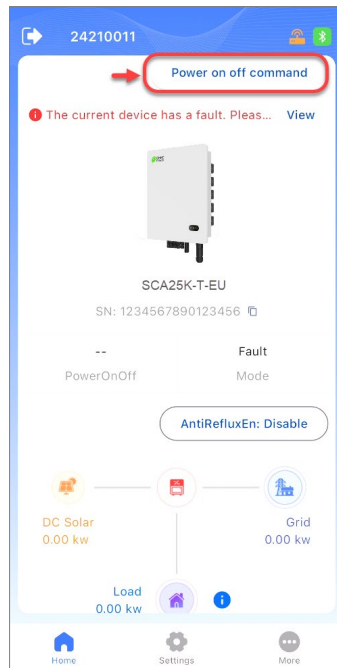 24210011
Power on off command
The current device has a fault. Pleas... View
SCA25K-T-EU
SN: 1234567890123456
-- Fault
PowerOnOff Mode
AntiRefluxEn: Disable
DC Solar Grid
0.00 kw 0.00 kw
Load
0.00 kw
Home Settings More